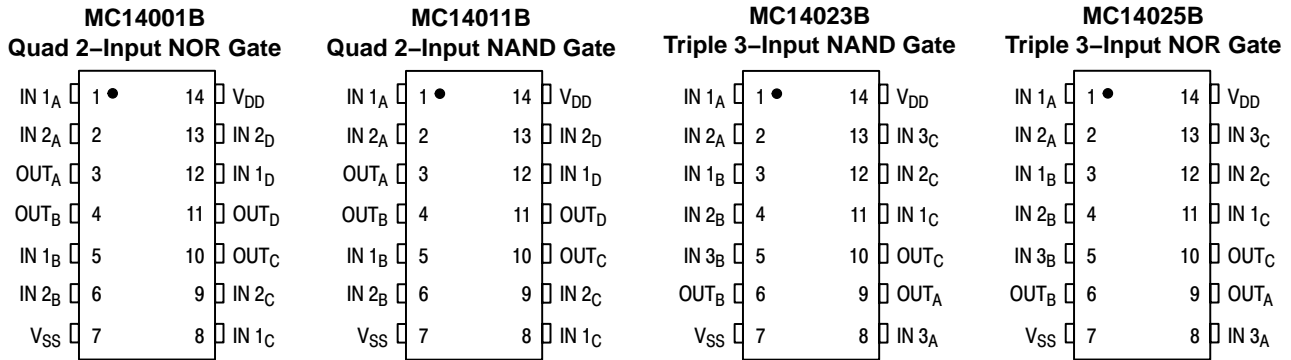 MC14001B
Quad 2–Input NOR Gate
IN 1A 1 14 VDD
IN 2A 2 13 IN 2D
OUTA 3 12 IN 1D
OUTB 4 11 OUTD
IN 1B 5 10 OUTC
IN 2B 6 9 IN 2C
VSS 7 8 IN 1C
MC14011B
Quad 2–Input NAND Gate
IN 1A 1 14 VDD
IN 2A 2 13 IN 2D
OUTA 3 12 IN 1D
OUTB 4 11 OUTD
IN 1B 5 10 OUTC
IN 2B 6 9 IN 2C
VSS 7 8 IN 1C
MC14023B
Triple 3–Input NAND Gate
IN 1A 1 14 VDD
IN 2A 2 13 IN 3C
IN 1B 3 12 IN 2C
IN 2B 4 11 IN 1C
IN 3B 5 10 OUTC
OUTB 6 9 OUTA
VSS 7 8 IN 3A
MC14025B
Triple 3–Input NOR Gate
IN 1A 1 14 VDD
IN 2A 2 13 IN 3C
IN 1B 3 12 IN 2C
IN 2B 4 11 IN 1C
IN 3B 5 10 OUTC
OUTB 6 9 OUTA
VSS 7 8 IN 3A